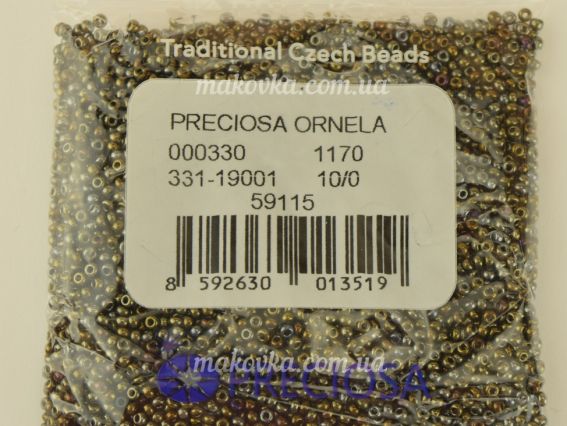 Traditional Czech Beads
makovka.com.ua
PRECIOSA ORNELA
000330 1170
331-19001 10/0
59115
8 592630 013519
makovka.com.ua
PRECIOSA